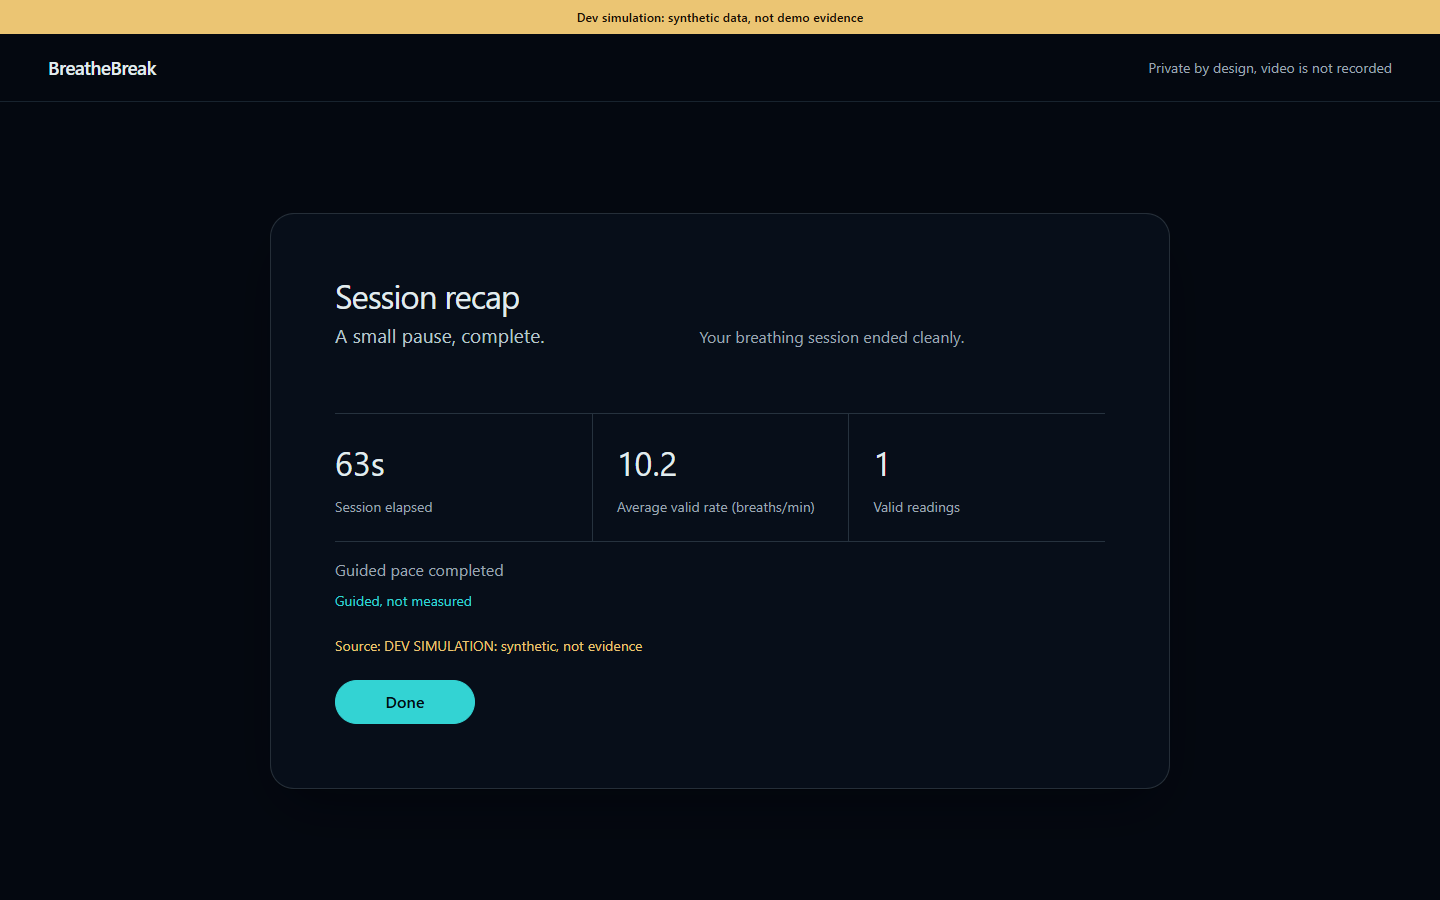 Dev simulation: synthetic data, not demo evidence
BreatheBreak
Private by design, video is not recorded
Session recap
A small pause, complete.
Your breathing session ended cleanly.
63s
Session elapsed
10.2
Average valid rate (breaths/min)
1
Valid readings
Guided pace completed
Guided, not measured
Source: DEV SIMULATION: synthetic, not evidence
Done